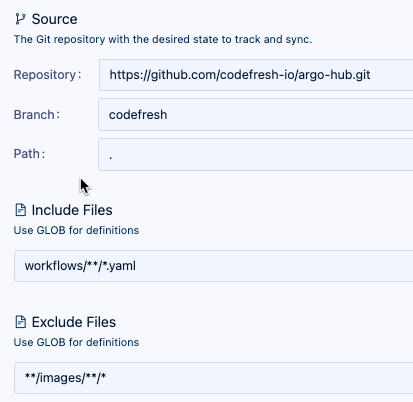 Source
The Git repository with the desired state to track and sync.
Repository: https://github.com/codefresh-io/argo-hub.git
Branch: codefresh
Path: .
Include Files
Use GLOB for definitions
workflows/**/*.yaml
Exclude Files
Use GLOB for definitions
**/images/**/*